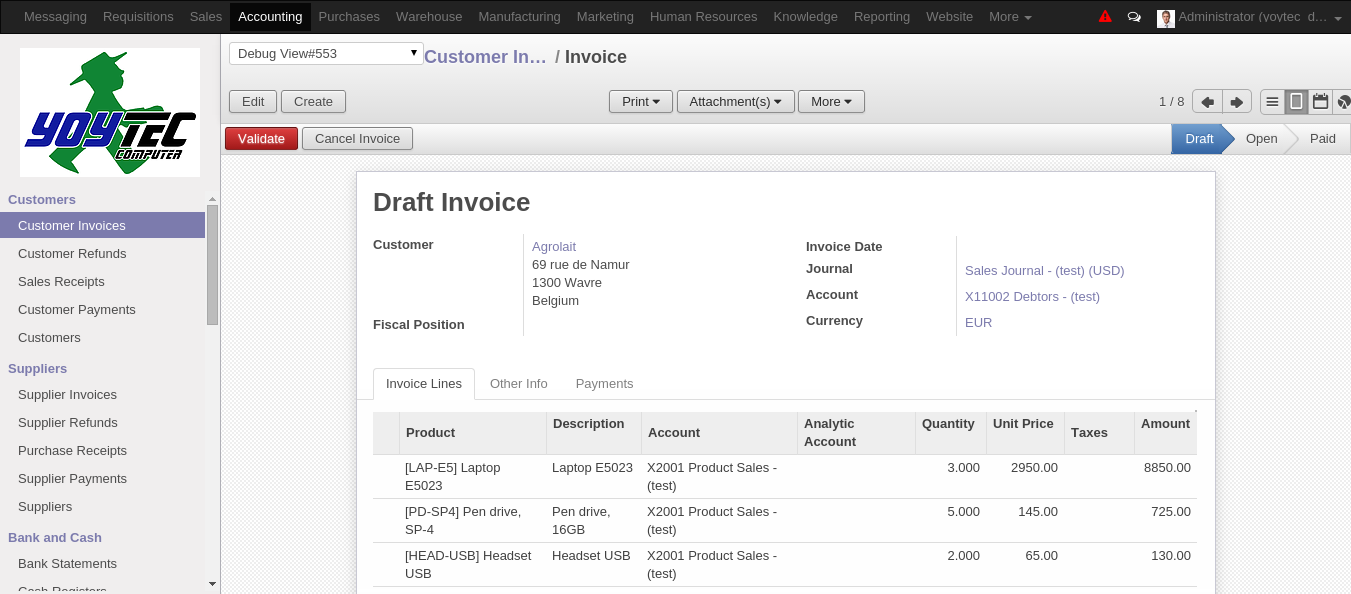 Messaging Requisitions Sales Accounting Purchases Warehouse Manufacturing Marketing Human Resources Knowledge Reporting Website More Administrator (yoytec_d…
Debug View#553 Customer In… / Invoice
Edit Create Print Attachment(s) More 1 / 8
Validate Cancel Invoice Draft Open Paid
YOYTEC
COMPUTER
Customers
Customer Invoices
Customer Refunds
Sales Receipts
Customer Payments
Customers
Suppliers
Supplier Invoices
Supplier Refunds
Purchase Receipts
Supplier Payments
Suppliers
Bank and Cash
Bank Statements
Cash Registers
Draft Invoice
Customer Agrolait
69 rue de Namur
1300 Wavre
Belgium
Fiscal Position
Invoice Date
Journal Sales Journal - (test) (USD)
Account X11002 Debtors - (test)
Currency EUR
Invoice Lines Other Info Payments
Product Description Account Analytic Account Quantity Unit Price Taxes Amount
[LAP-E5] Laptop Laptop E5023 X2001 Product Sales - 3.000 2950.00 8850.00
E5023 (test)
[PD-SP4] Pen drive, Pen drive, X2001 Product Sales - 5.000 145.00 725.00
SP-4 16GB (test)
[HEAD-USB] Headset Headset USB X2001 Product Sales - 2.000 65.00 130.00
USB (test)